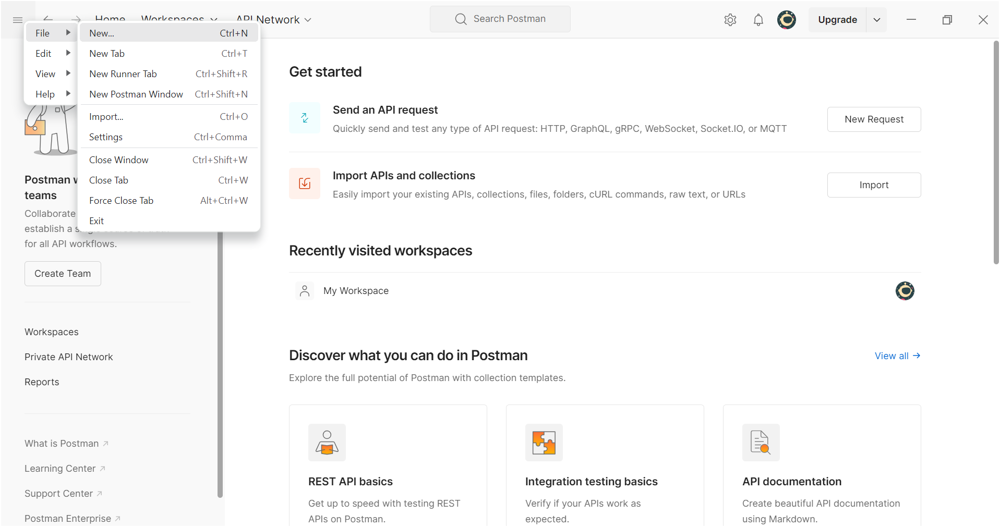 Home
Workspaces
API Network
Search Postman
Upgrade
File
Edit
View
Help
New... Ctrl+N
New Tab Ctrl+T
New Runner Tab Ctrl+Shift+R
New Postman Window Ctrl+Shift+N
Import... Ctrl+O
Settings Ctrl+Comma
Close Window Ctrl+Shift+W
Close Tab Ctrl+W
Force Close Tab Alt+Ctrl+W
Exit
Postman
teams
Collaborate
establish a
for all API workflows.
Create Team
Workspaces
Private API Network
Reports
What is Postman
Learning Center
Support Center
Postman Enterprise
Get started
Send an API request
Quickly send and test any type of API request: HTTP, GraphQL, gRPC, WebSocket, Socket.IO, or MQTT
New Request
Import APIs and collections
Easily import your existing APIs, collections, files, folders, cURL commands, raw text, or URLs
Import
Recently visited workspaces
My Workspace
Discover what you can do in Postman
View all
Explore the full potential of Postman with collection templates.
REST API basics
Get up to speed with testing REST
APIs on Postman.
Integration testing basics
Verify if your APIs work as
expected.
API documentation
Create beautiful API documentation
using Markdown.